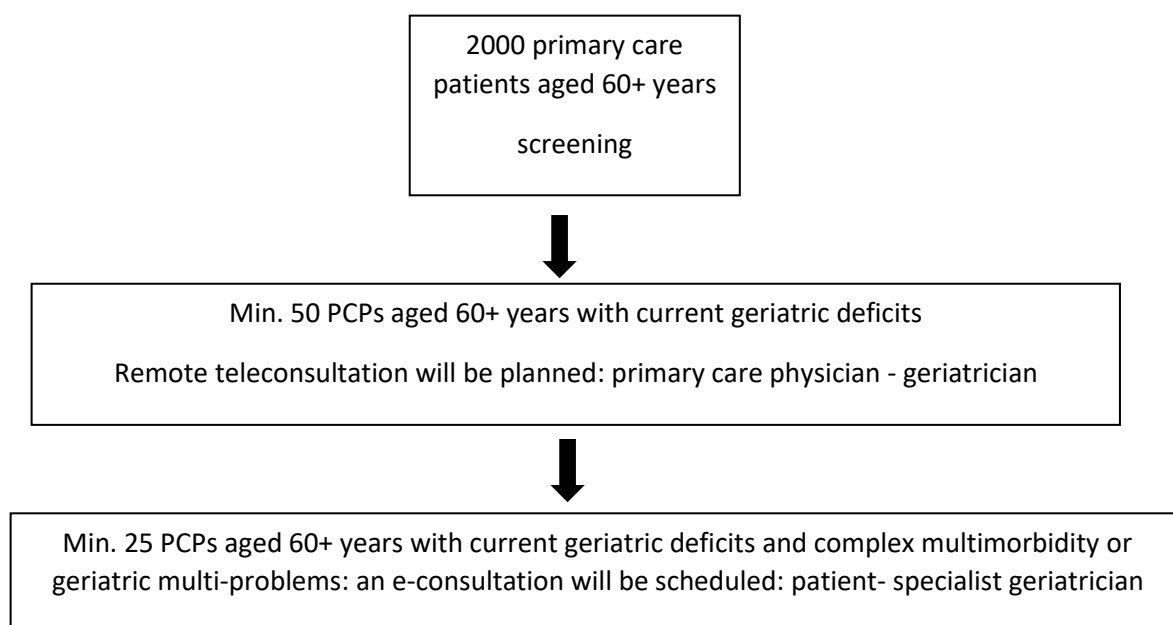 2000 primary care
patients aged 60+ years
screening
Min. 50 PCPs aged 60+ years with current geriatric deficits
Remote teleconsultation will be planned: primary care physician - geriatrician
Min. 25 PCPs aged 60+ years with current geriatric deficits and complex multimorbidity or
geriatric multi-problems: an e-consultation will be scheduled: patient- specialist geriatrician